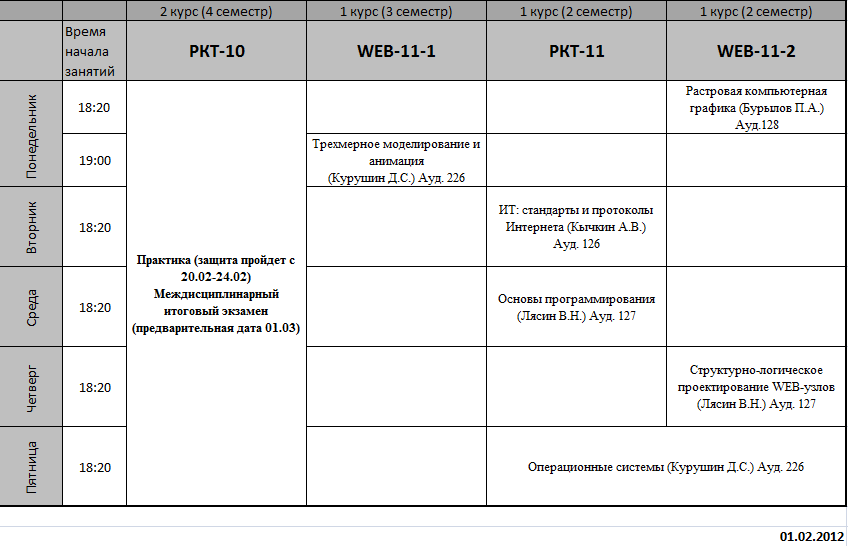 2 курс (4 семестр) 1 курс (3 семестр) 1 курс (2 семестр) 1 курс (2 семестр)
Время
начала
занятий
РКТ-10 WEB-11-1 РКТ-11 WEB-11-2
Понедельник
18:20
Растровая компьютерная
графика (Бурылов П.А.)
Ауд.128
19:00
Трехмерное моделирование и
анимация
(Курушин Д.С.) Ауд. 226
Вторник
18:20
ИТ: стандарты и протоколы
Интернета (Кычкин А.В.)
Ауд. 126
Практика (защита пройдет с
20.02-24.02)
Междисциплинарный
итоговый экзамен
(предварительная дата 01.03)
Среда
18:20
Основы программирования
(Лясин В.Н.) Ауд. 127
Четверг
18:20
Структурно-логическое
проектирование WEB-узлов
(Лясин В.Н.) Ауд. 127
Пятница
18:20
Операционные системы (Курушин Д.С.) Ауд. 226
01.02.2012